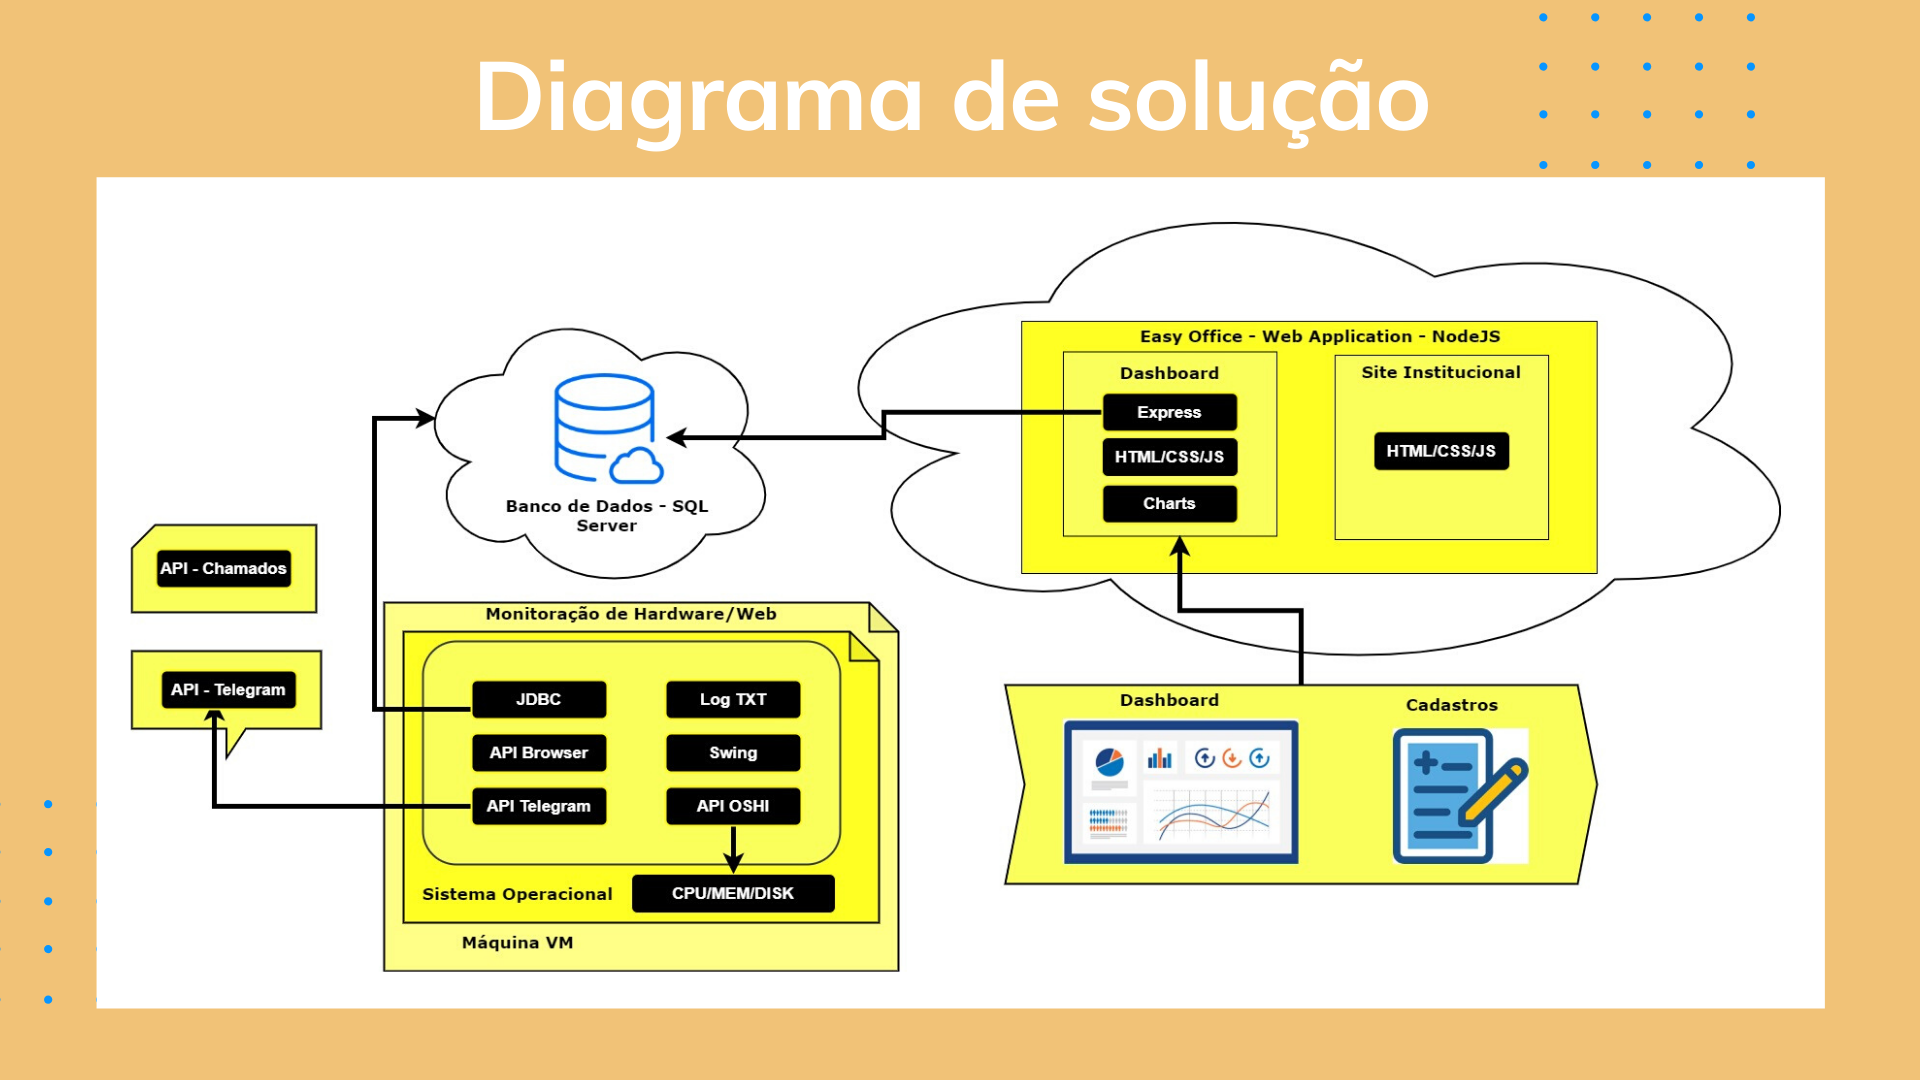 Diagrama de solução
Easy Office - Web Application - NodeJS
Dashboard
Express
HTML/CSS/JS
Charts
Site Institucional
HTML/CSS/JS
Banco de Dados - SQL
Server
API - Chamados
API - Telegram
Monitoração de Hardware/Web
JDBC
Log TXT
API Browser
Swing
API Telegram
API OSHI
Sistema Operacional
CPU/MEM/DISK
Máquina VM
Dashboard
Cadastros